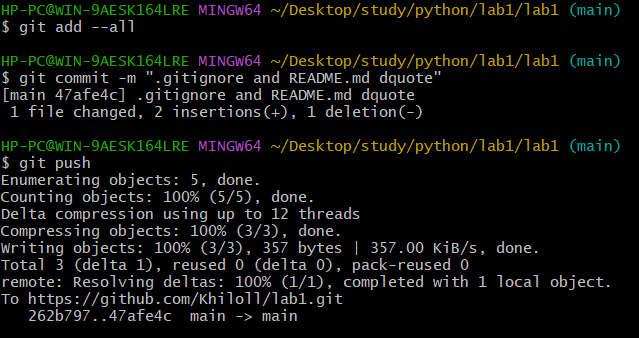 HP-PC@WIN-9AESK164LRE MINGW64 ~/Desktop/study/python/lab1/lab1 (main)
$ git add --all
HP-PC@WIN-9AESK164LRE MINGW64 ~/Desktop/study/python/lab1/lab1 (main)
$ git commit -m ".gitignore and README.md dquote"
[main 47afe4c] .gitignore and README.md dquote
 1 file changed, 2 insertions(+), 1 deletion(-)
HP-PC@WIN-9AESK164LRE MINGW64 ~/Desktop/study/python/lab1/lab1 (main)
$ git push
Enumerating objects: 5, done.
Counting objects: 100% (5/5), done.
Delta compression using up to 12 threads
Compressing objects: 100% (3/3), done.
Writing objects: 100% (3/3), 357 bytes | 357.00 KiB/s, done.
Total 3 (delta 1), reused 0 (delta 0), pack-reused 0
remote: Resolving deltas: 100% (1/1), completed with 1 local object.
To https://github.com/Khiloll/lab1.git
   262b797..47afe4c  main -> main